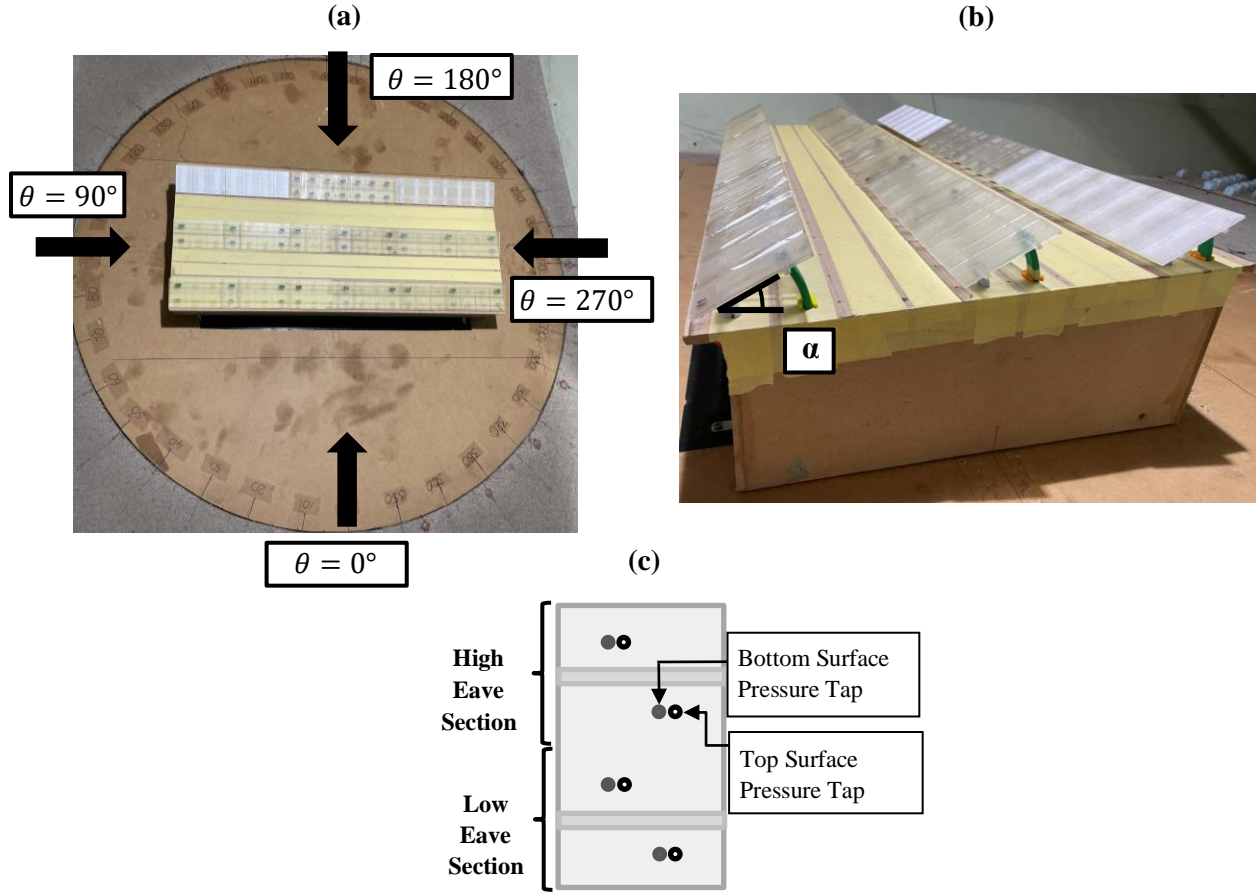 (a)
(b)
θ = 180°
θ = 90°
θ = 270°
θ = 0°
α
(c)
High
Eave
Section
Low
Eave
Section
Bottom Surface
Pressure Tap
Top Surface
Pressure Tap